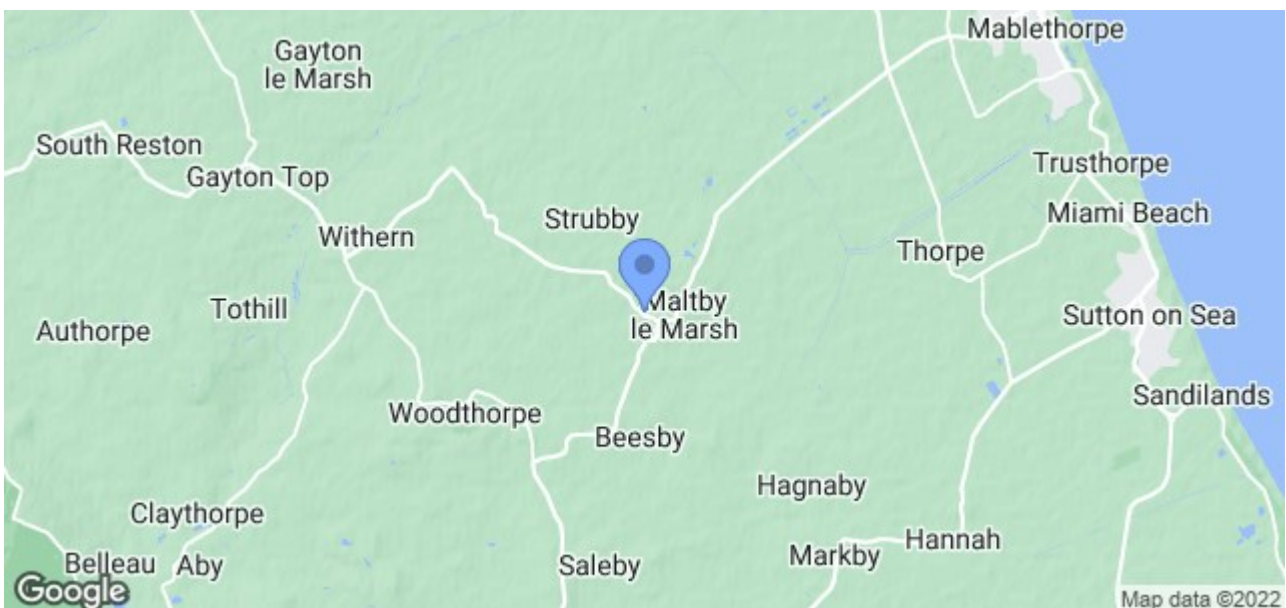 Mablethorpe
Gayton
le Marsh
South Reston
Trusthorpe
Gayton Top
Strubby
Miami Beach
Withern
Thorpe
Maltby
le Marsh
Tothill
Sutton on Sea
Authorpe
Sandilands
Woodthorpe
Beesby
Hagnaby
Claythorpe
Hannah
Markby
Belleau
Aby
Saleby
Google
Map data ©2022